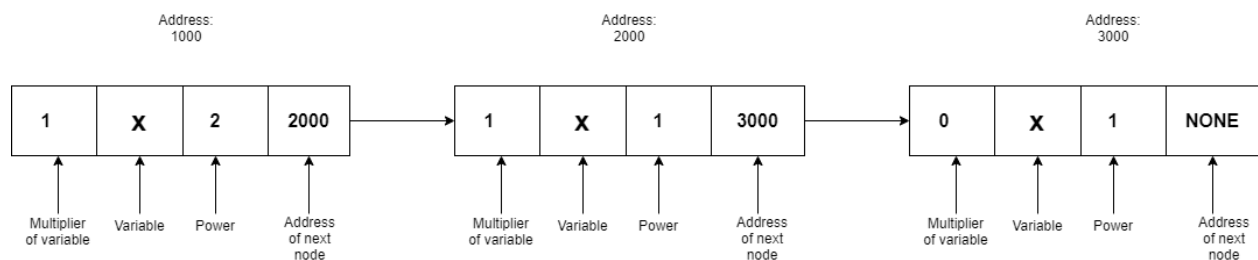 Address:
1000
Address:
2000
Address:
3000
1 x 2 2000
1 x 1 3000
0 x 1 NONE
Multiplier
of variable
Variable
Power
Address
of next
node
Multiplier
of variable
Variable
Power
Address
of next
node
Multiplier
of variable
Variable
Power
Address
of next
node